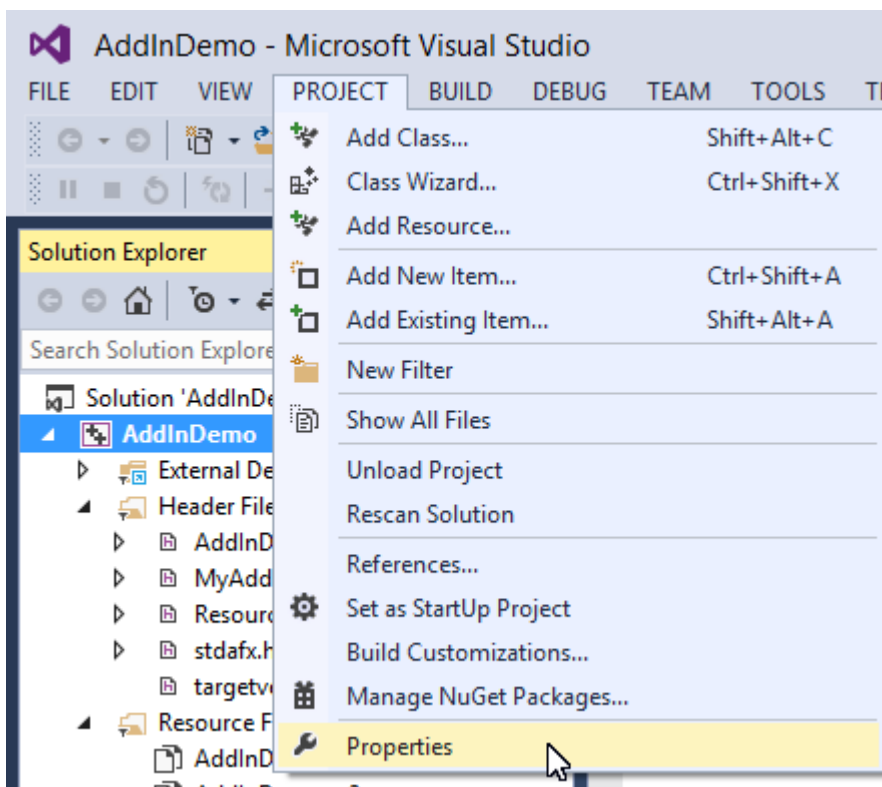 AddInDemo - Microsoft Visual Studio
FILE EDIT VIEW PROJECT BUILD DEBUG TEAM TOOLS
Add Class... Shift+Alt+C
Class Wizard... Ctrl+Shift+X
Add Resource...
Add New Item... Ctrl+Shift+A
Add Existing Item... Shift+Alt+A
New Filter
Show All Files
Unload Project
Rescan Solution
References...
Set as StartUp Project
Build Customizations...
Manage NuGet Packages...
Properties
Solution Explorer
Search Solution Explore
Solution 'AddInDe
AddInDemo
External De
Header File
AddInD
MyAdd
Resourc
stdafx.h
targetv
Resource F
AddInD